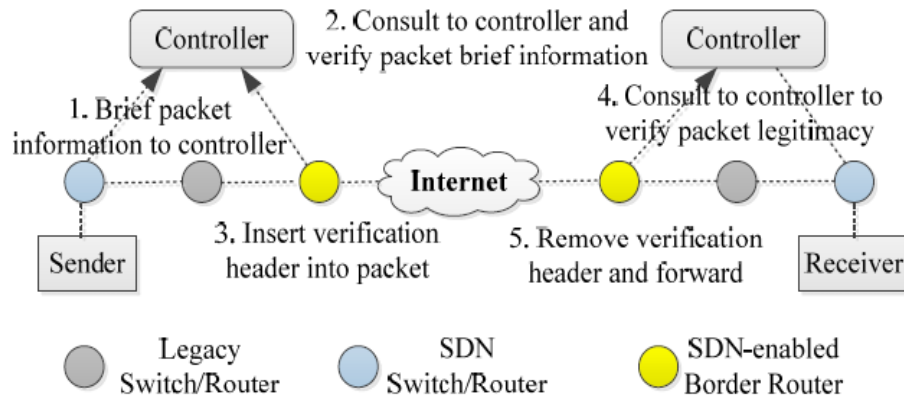 Controller
2. Consult to controller and
verify packet brief information
Controller
1. Brief packet
information to controller
4. Consult to controller to
verify packet legitimacy
Internet
3. Insert verification
header into packet
5. Remove verification
header and forward
Sender
Receiver
Legacy
Switch/Router
SDN
Switch/Router
SDN-enabled
Border Router